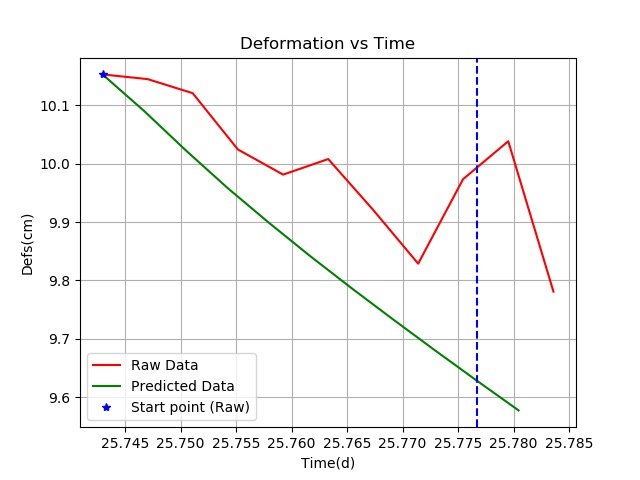 Deformation vs Time
Defs(cm)
10.1
10.0
9.9
9.8
9.7
9.6
Raw Data
Predicted Data
Start point (Raw)
25.745 25.750 25.755 25.760 25.765 25.770 25.775 25.780 25.785
Time(d)